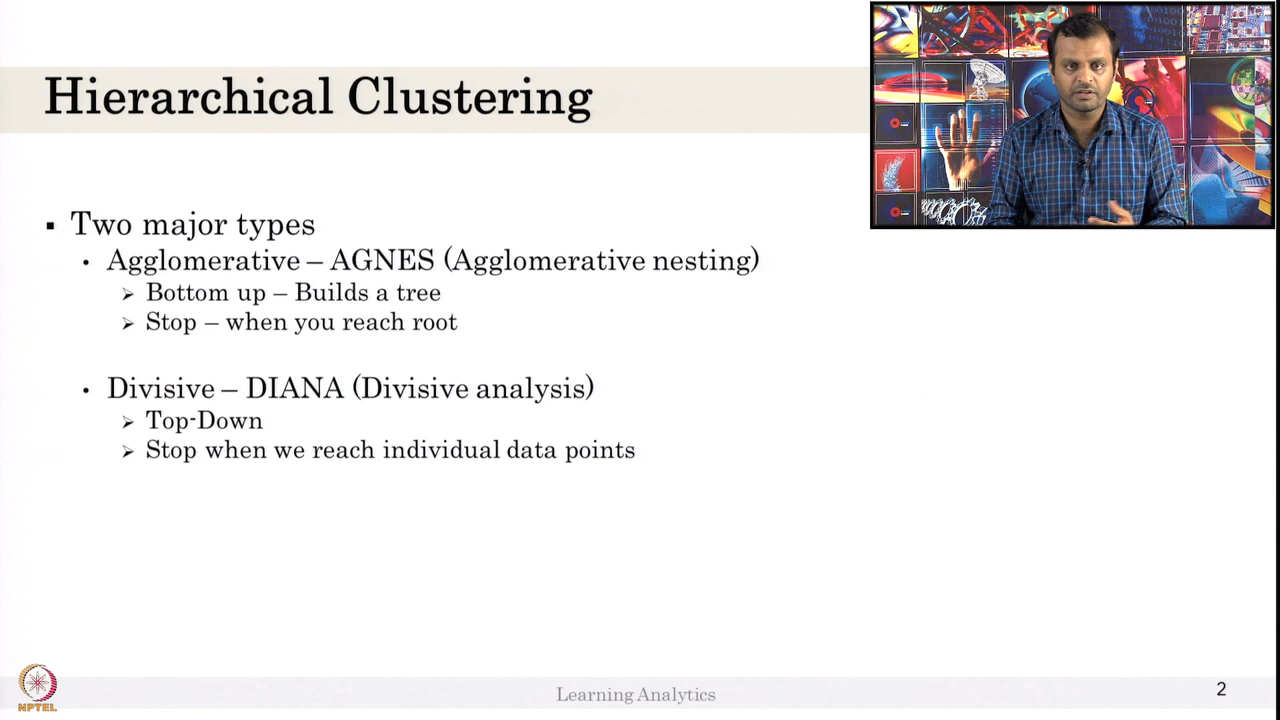 Hierarchical Clustering
▪ Two major types
• Agglomerative – AGNES (Agglomerative nesting)
➢ Bottom up – Builds a tree
➢ Stop – when you reach root
• Divisive – DIANA (Divisive analysis)
➢ Top-Down
➢ Stop when we reach individual data points
NPTEL
Learning Analytics
2